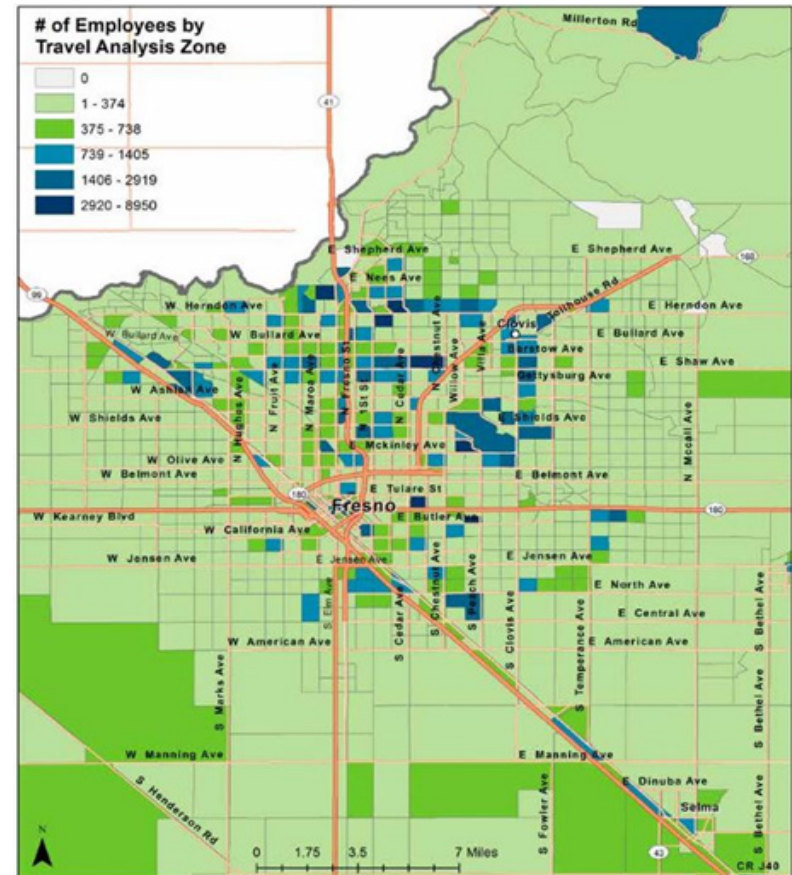 # of Employees by
Travel Analysis Zone
0
1 - 374
375 - 738
739 - 1405
1406 - 2919
2920 - 8950
Millerton Rd
41
E Shepherd Ave
E Shepherd Ave
168
E Nees Ave
99
W Herndon Ave
Tollhouse Rd
E Herndon Ave
Clovis
W Bullard Ave
W Bullard Ave
E Bullard Ave
Barstow Ave
E Shaw Ave
Gettysburg Ave
W Ashlan Ave
N Hughes Ave
N Fruit Ave
N Maroa Ave
N Fresno St
N 1St St
N Cedar Ave
N Chestnut Ave
Willow Ave
Villa Ave
W Shields Ave
E Shields Ave
N Mccall Ave
E Mckinley Ave
W Olive Ave
W Belmont Ave
E Belmont Ave
180
E Tulare St
Fresno
W Kearney Blvd
E Butler Ave
180
W California Ave
W Jensen Ave
E Jensen Ave
E Jensen Ave
E North Ave
S Elm Ave
S Cedar Ave
S Chestnut Ave
S Peach Ave
S Clovis Ave
S Temperance Ave
S Bethel Ave
E Central Ave
W American Ave
E American Ave
S Marks Ave
S Bethel Ave
W Manning Ave
E Manning Ave
S Henderson Rd
E Dinuba Ave
S Fowler Ave
Selma
S Bethel Ave
43
CR J40
N
0 1.75 3.5 7 Miles